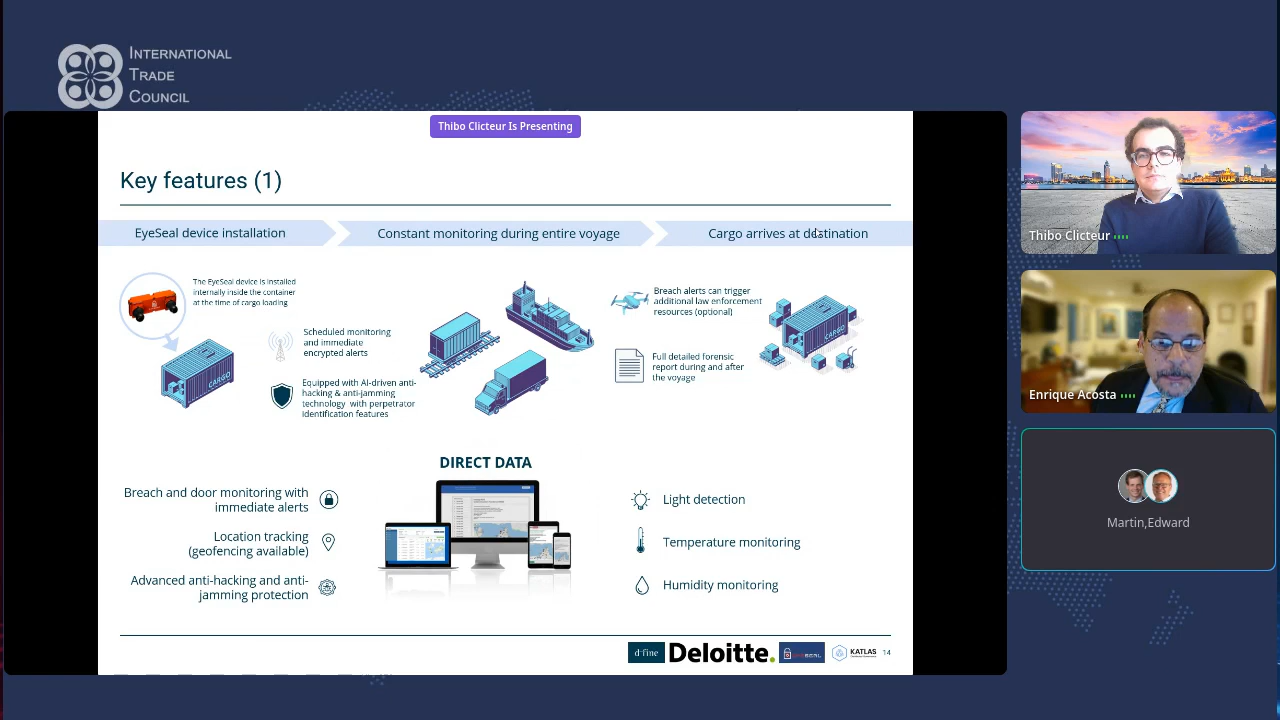 INTERNATIONAL
TRADE
COUNCIL
Thibo Clicteur Is Presenting
Key features (1)
EyeSeal device installation
Constant monitoring during entire voyage
Cargo arrives at destination
The EyeSeal device is installed
internally inside the container
at the time of cargo loading
Scheduled monitoring
and immediate
encrypted alerts
Equipped with AI-driven anti-
hacking & anti-jamming
technology with perpetrator
identification features
CARGO
Breach alerts can trigger
additional law enforcement
resources (optional)
Full detailed forensic
report during and after
the voyage
CARGO
DIRECT DATA
Breach and door monitoring with
immediate alerts
Location tracking
(geofencing available)
Advanced anti-hacking and anti-
jamming protection
Light detection
Temperature monitoring
Humidity monitoring
d-fine
Deloitte.
KATLAS
14
Thibo Clicteur
Enrique Acosta
Martin,Edward